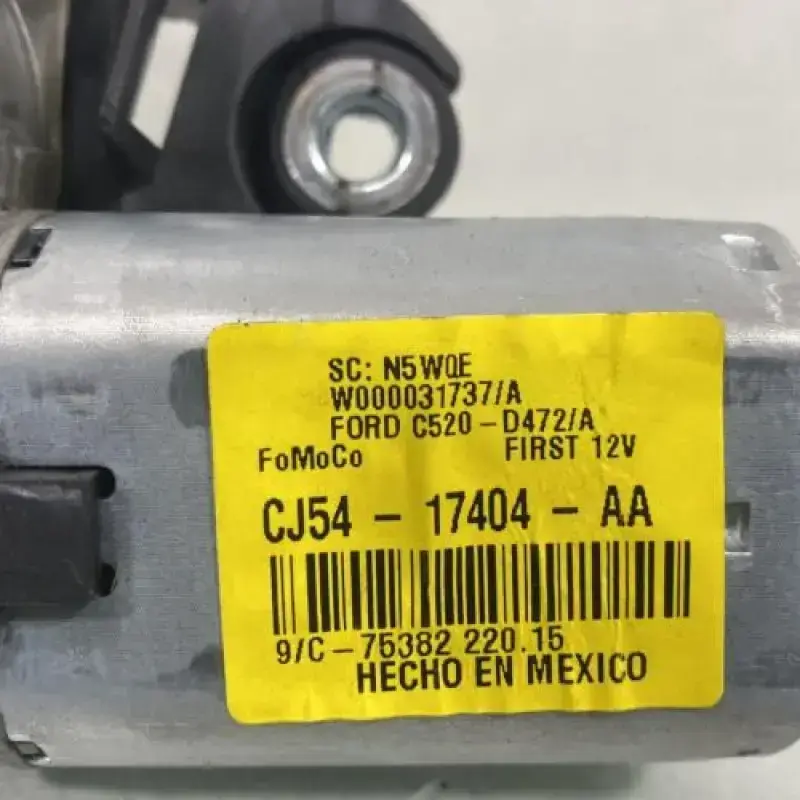 SC: N5WQE
W000031737/A
FORD C520-D472/A
FoMoCo FIRST 12V
CJ54 - 17404 - AA
9/C-75382 220.15
HECHO EN MEXICO